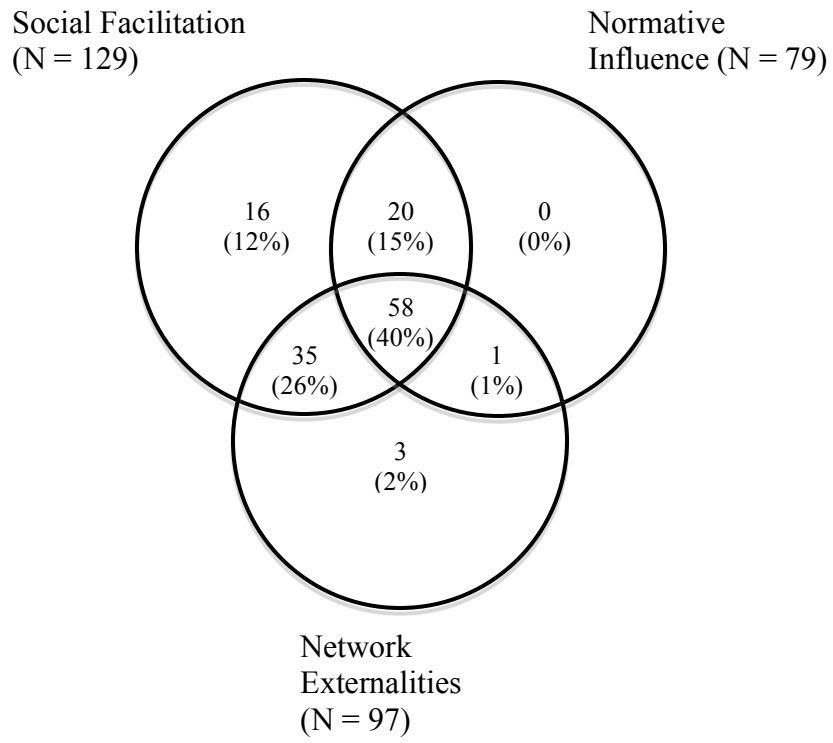 Social Facilitation
(N = 129)
Normative
Influence (N = 79)
16
(12%)
20
(15%)
0
(0%)
58
(40%)
35
(26%)
1
(1%)
3
(2%)
Network
Externalities
(N = 97)